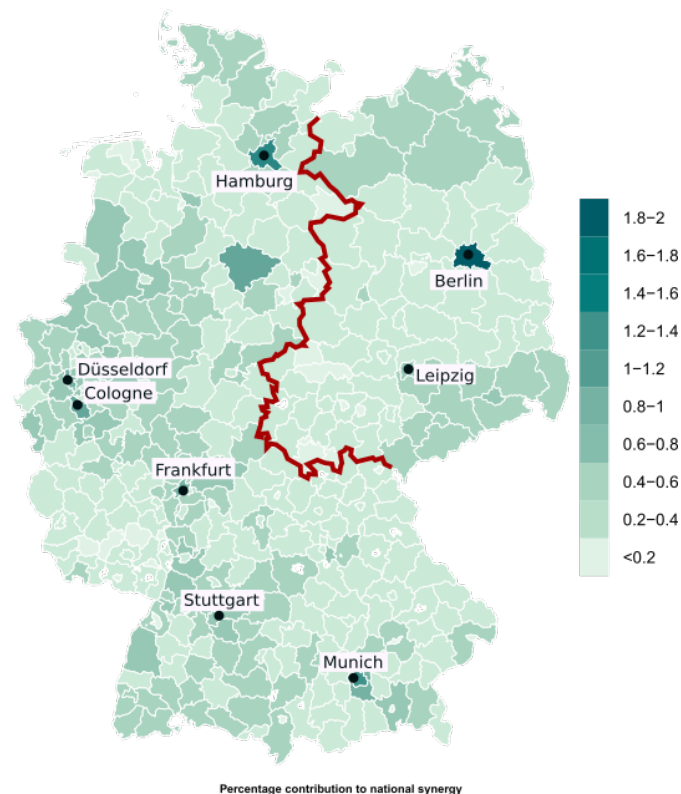 Hamburg
1.8−2
1.6−1.8
Berlin
1.4−1.6
1.2−1.4
Düsseldorf
Leipzig
1−1.2
Cologne
0.8−1
0.6−0.8
Frankfurt
0.4−0.6
0.2−0.4
<0.2
Stuttgart
Munich
Percentage contribution to national synergy